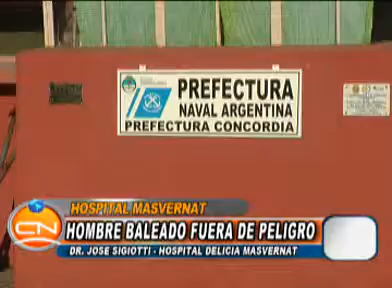 PREFECTURA
NAVAL ARGENTINA
PREFECTURA CONCORDIA
HOSPITAL MASVERNAT
CN
HOMBRE BALEADO FUERA DE PELIGRO
DR. JOSE SIGIOTTI - HOSPITAL DELICIA MASVERNAT